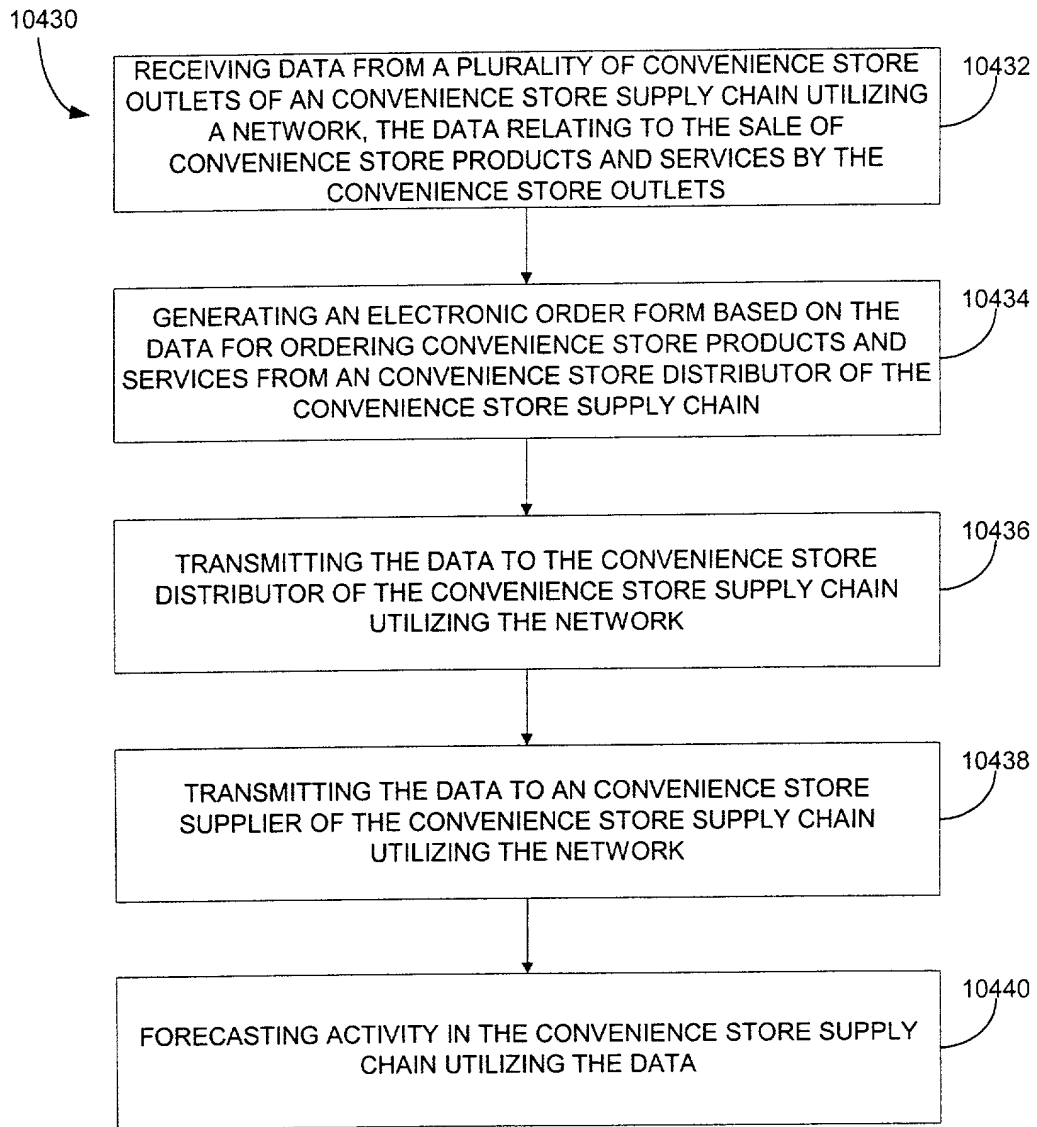 10430
RECEIVING DATA FROM A PLURALITY OF CONVENIENCE STORE
OUTLETS OF AN CONVENIENCE STORE SUPPLY CHAIN UTILIZING
A NETWORK, THE DATA RELATING TO THE SALE OF
CONVENIENCE STORE PRODUCTS AND SERVICES BY THE
CONVENIENCE STORE OUTLETS
10432
GENERATING AN ELECTRONIC ORDER FORM BASED ON THE
DATA FOR ORDERING CONVENIENCE STORE PRODUCTS AND
SERVICES FROM AN CONVENIENCE STORE DISTRIBUTOR OF THE
CONVENIENCE STORE SUPPLY CHAIN
10434
TRANSMITTING THE DATA TO THE CONVENIENCE STORE
DISTRIBUTOR OF THE CONVENIENCE STORE SUPPLY CHAIN
UTILIZING THE NETWORK
10436
TRANSMITTING THE DATA TO AN CONVENIENCE STORE
SUPPLIER OF THE CONVENIENCE STORE SUPPLY CHAIN
UTILIZING THE NETWORK
10438
FORECASTING ACTIVITY IN THE CONVENIENCE STORE SUPPLY
CHAIN UTILIZING THE DATA
10440